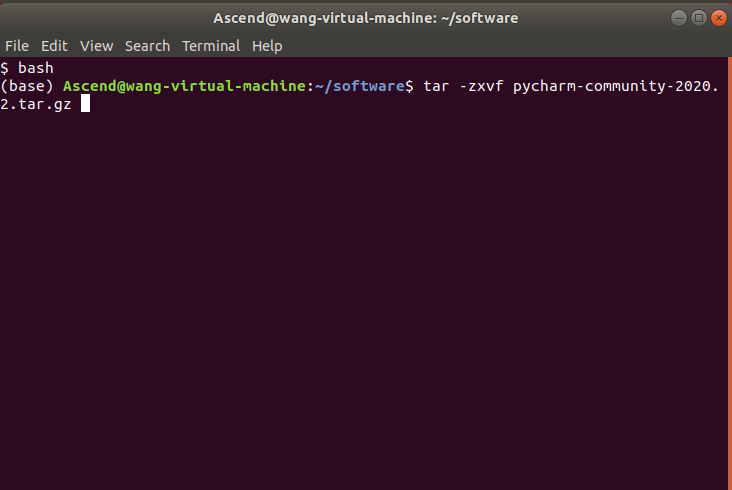 Ascend@wang-virtual-machine: ~/software
File Edit View Search Terminal Help
$ bash
(base) Ascend@wang-virtual-machine:~/software$ tar -zxvf pycharm-community-2020.
2.tar.gz